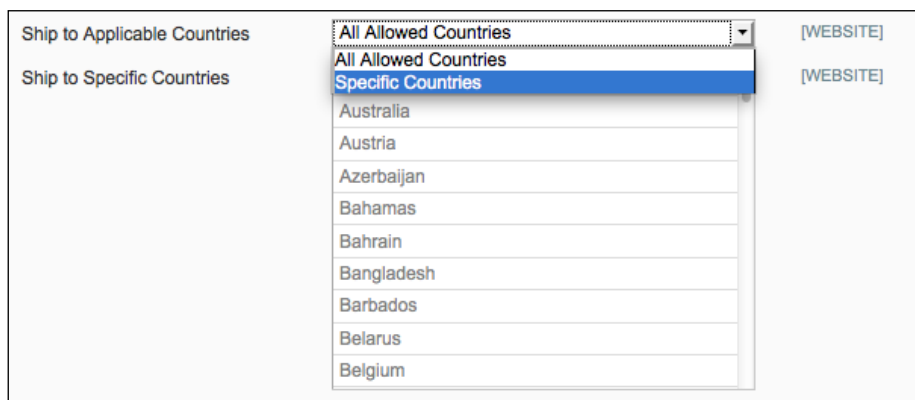 Ship to Applicable Countries All Allowed Countries [WEBSITE]
All Allowed Countries
Ship to Specific Countries Specific Countries [WEBSITE]
Australia
Austria
Azerbaijan
Bahamas
Bahrain
Bangladesh
Barbados
Belarus
Belgium